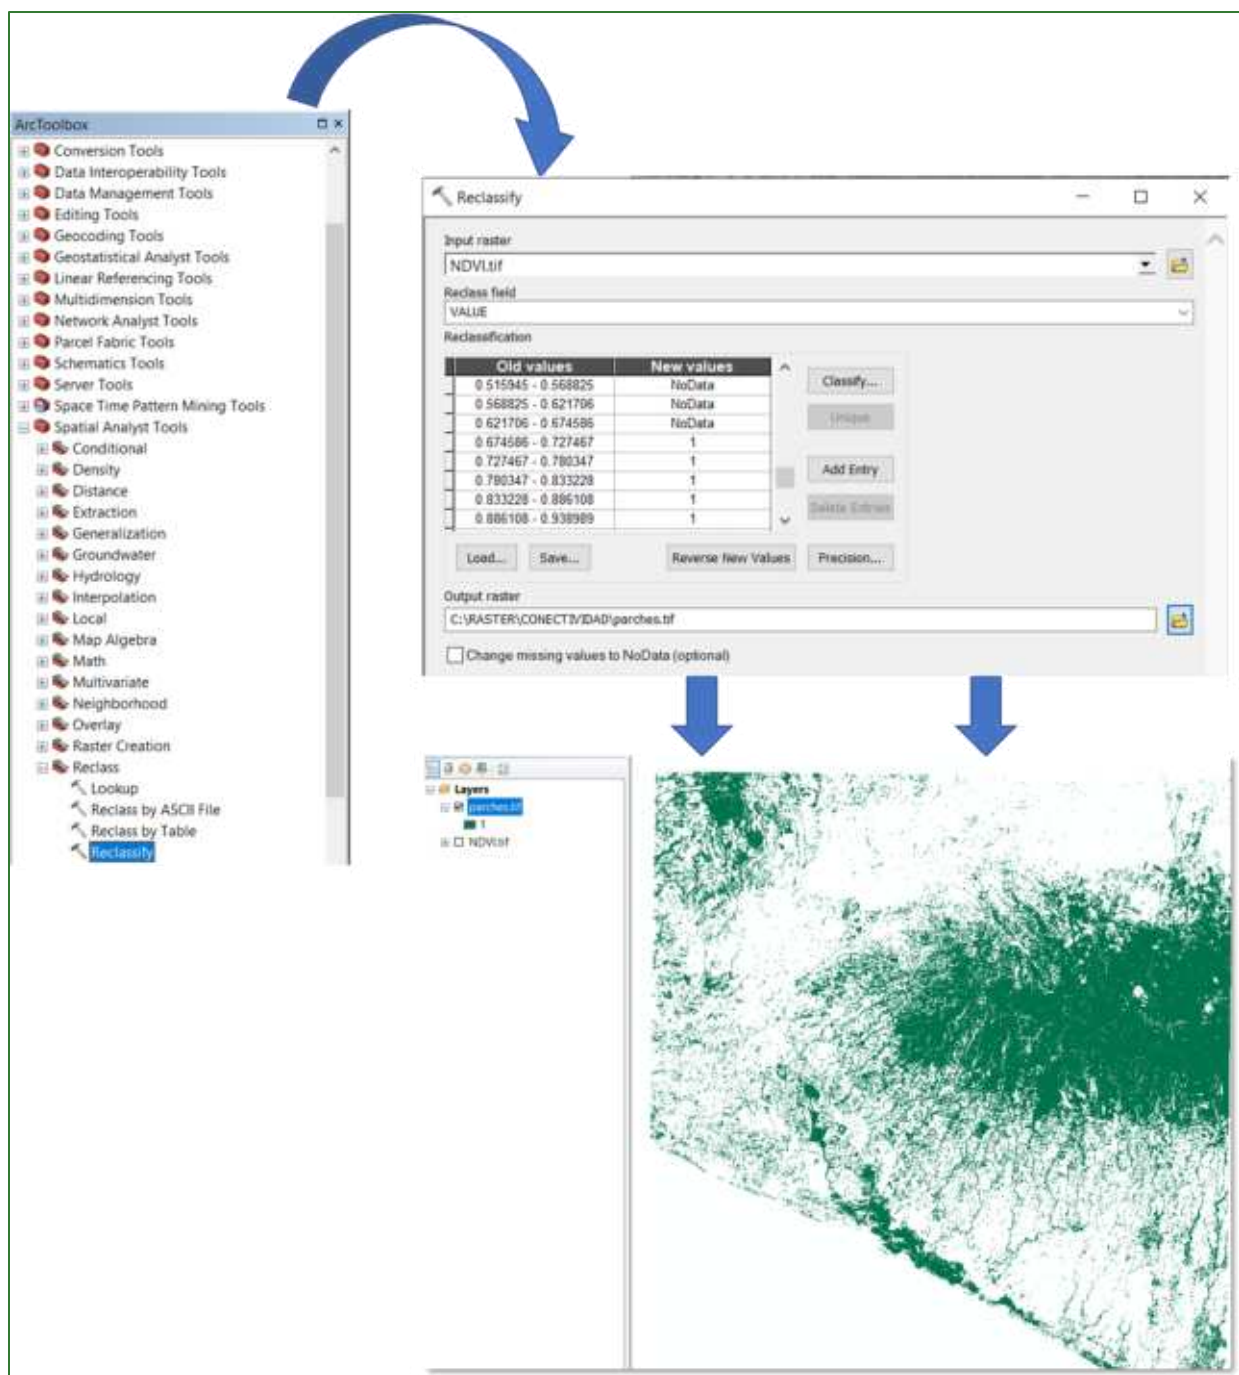 ArcToolbox
Conversion Tools
Data Interoperability Tools
Data Management Tools
Editing Tools
Geocoding Tools
Geostatistical Analyst Tools
Linear Referencing Tools
Multidimension Tools
Network Analyst Tools
Parcel Fabric Tools
Schematics Tools
Server Tools
Space Time Pattern Mining Tools
Spatial Analyst Tools
Conditional
Density
Distance
Extraction
Generalization
Groundwater
Hydrology
Interpolation
Local
Map Algebra
Math
Multivariate
Neighborhood
Overlay
Raster Creation
Reclass
Lookup
Reclass by ASCII File
Reclass by Table
Reclassify
Reclassify
Input raster
NDVI.tif
Reclass field
VALUE
Reclassification
Old values New values
0.515945 - 0.568825 NoData
0.568825 - 0.621706 NoData
0.621706 - 0.674586 NoData
0.674586 - 0.727467 1
0.727467 - 0.780347 1
0.780347 - 0.833228 1
0.833228 - 0.886108 1
0.886108 - 0.938989 1
Classify...
Unique
Add Entry
Delete Entries
Load... Save... Reverse New Values Precision...
Output raster
C:\RASTER\CONECTIVIDAD\parches.tif
Change missing values to NoData (optional)
Layers
parches.tif
1
NDVI.tif